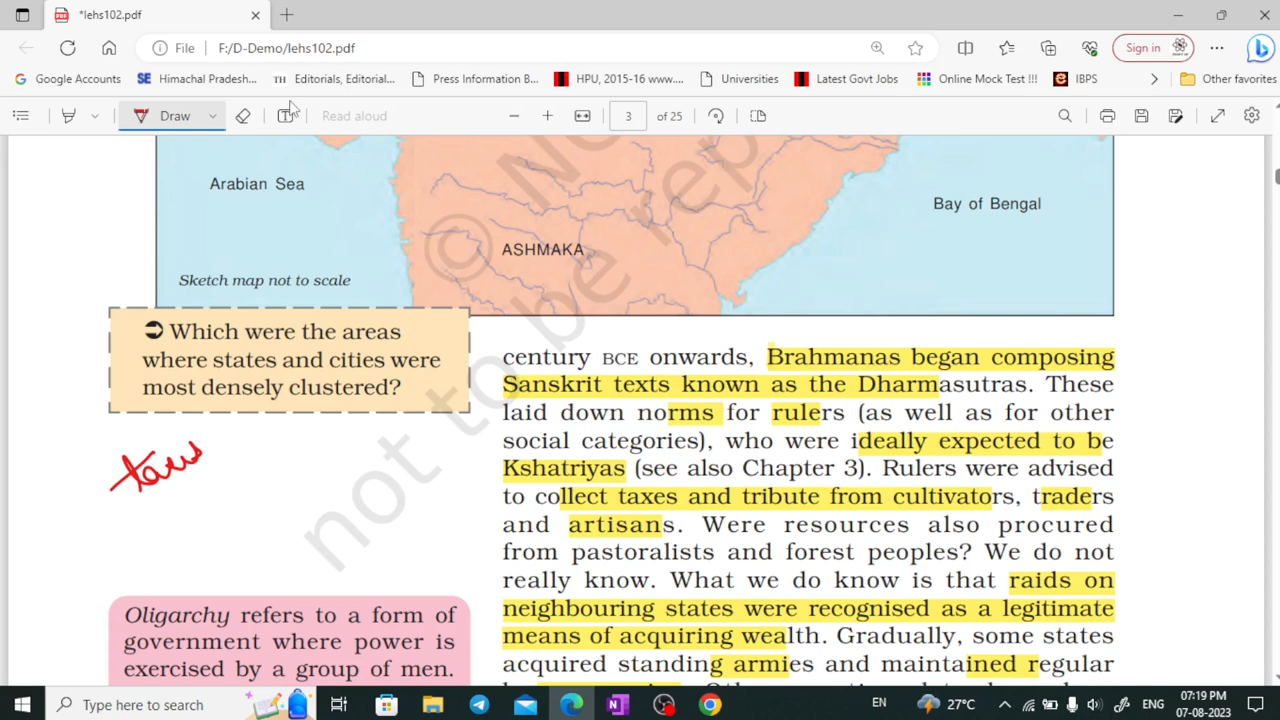 *lehs102.pdf
File F:/D-Demo/lehs102.pdf Sign in
Google Accounts Himachal Pradesh... Editorials, Editorial... Press Information B... HPU, 2015-16 www.... Universities Latest Govt Jobs Online Mock Test !!! IBPS Other favorites
Draw Read aloud 3 of 25
Arabian Sea
Bay of Bengal
ASHMAKA
Sketch map not to scale
Which were the areas
where states and cities were
most densely clustered?
century BCE onwards, Brahmanas began composing
Sanskrit texts known as the Dharmasutras. These
laid down norms for rulers (as well as for other
social categories), who were ideally expected to be
Kshatriyas (see also Chapter 3). Rulers were advised
to collect taxes and tribute from cultivators, traders
and artisans. Were resources also procured
from pastoralists and forest peoples? We do not
really know. What we do know is that raids on
neighbouring states were recognised as a legitimate
means of acquiring wealth. Gradually, some states
acquired standing armies and maintained regular
Oligarchy refers to a form of
government where power is
exercised by a group of men.
© not to be rep
Type here to search EN 27°C ENG 07:19 PM
07-08-2023